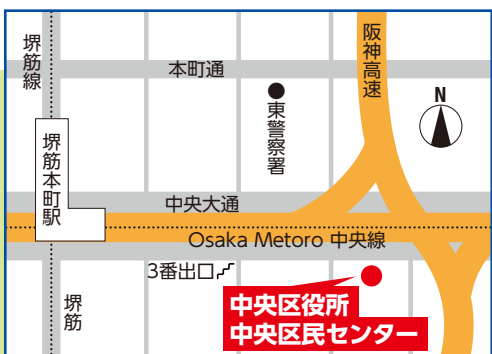 堺筋線
本町通
阪神高速
N
東警察署
堺筋本町駅
中央大通
Osaka Metoro 中央線
3番出口
堺筋
中央区役所
中央区民センター